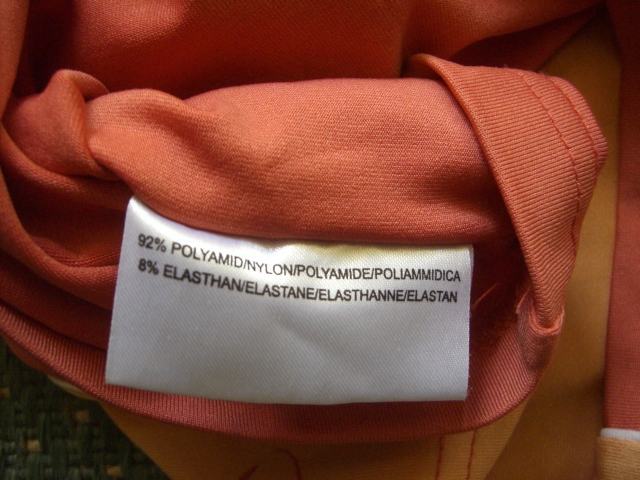 92% POLYAMID/NYLON/POLYAMIDE/POLIAMMIDICA
8% ELASTHAN/ELASTANE/ELASTHANNE/ELASTAN